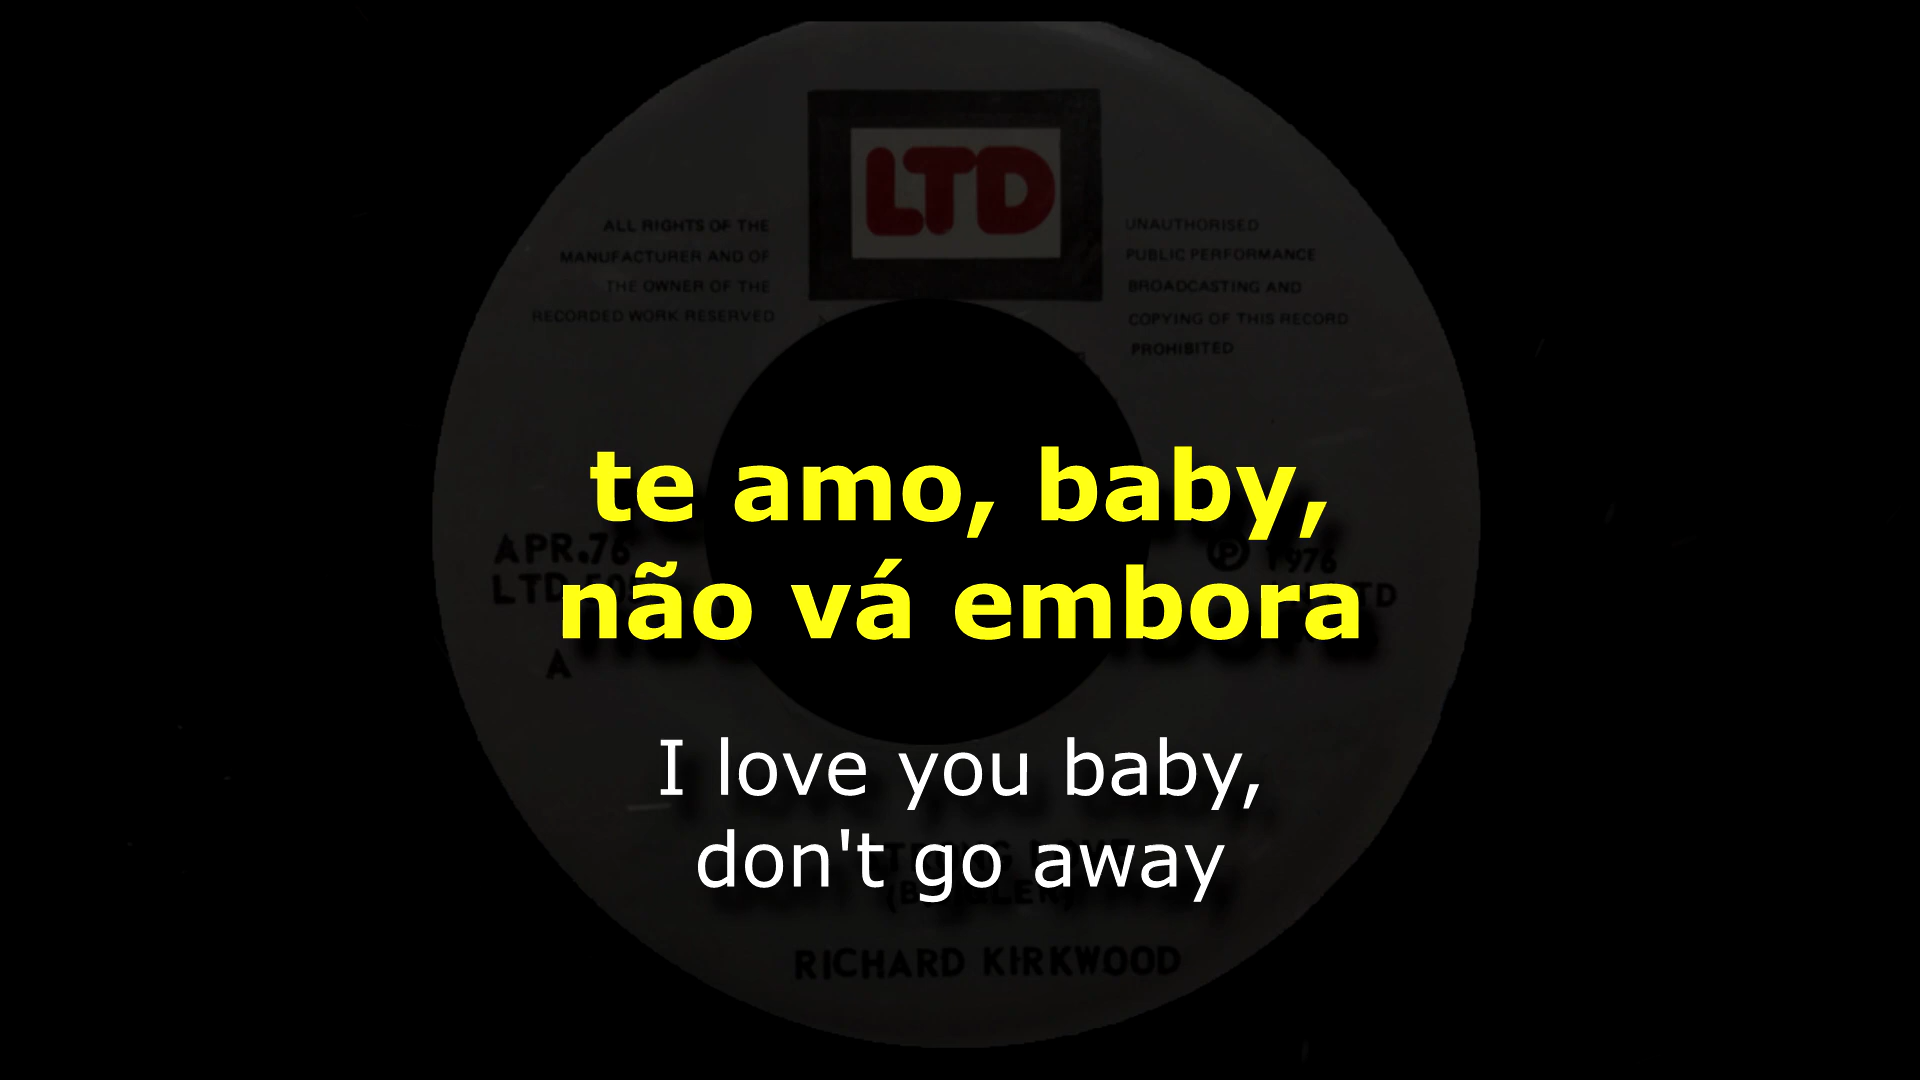 LTD
ALL RIGHTS OF THE
MANUFACTURER AND OF
THE OWNER OF THE
RECORDED WORK RESERVED
UNAUTHORISED
PUBLIC PERFORMANCE
BROADCASTING AND
COPYING OF THIS RECORD
PROHIBITED
te amo, baby,
não vá embora
APR.76
LTD
A
℗ 1976
I love you baby,
don't go away
RICHARD KIRKWOOD